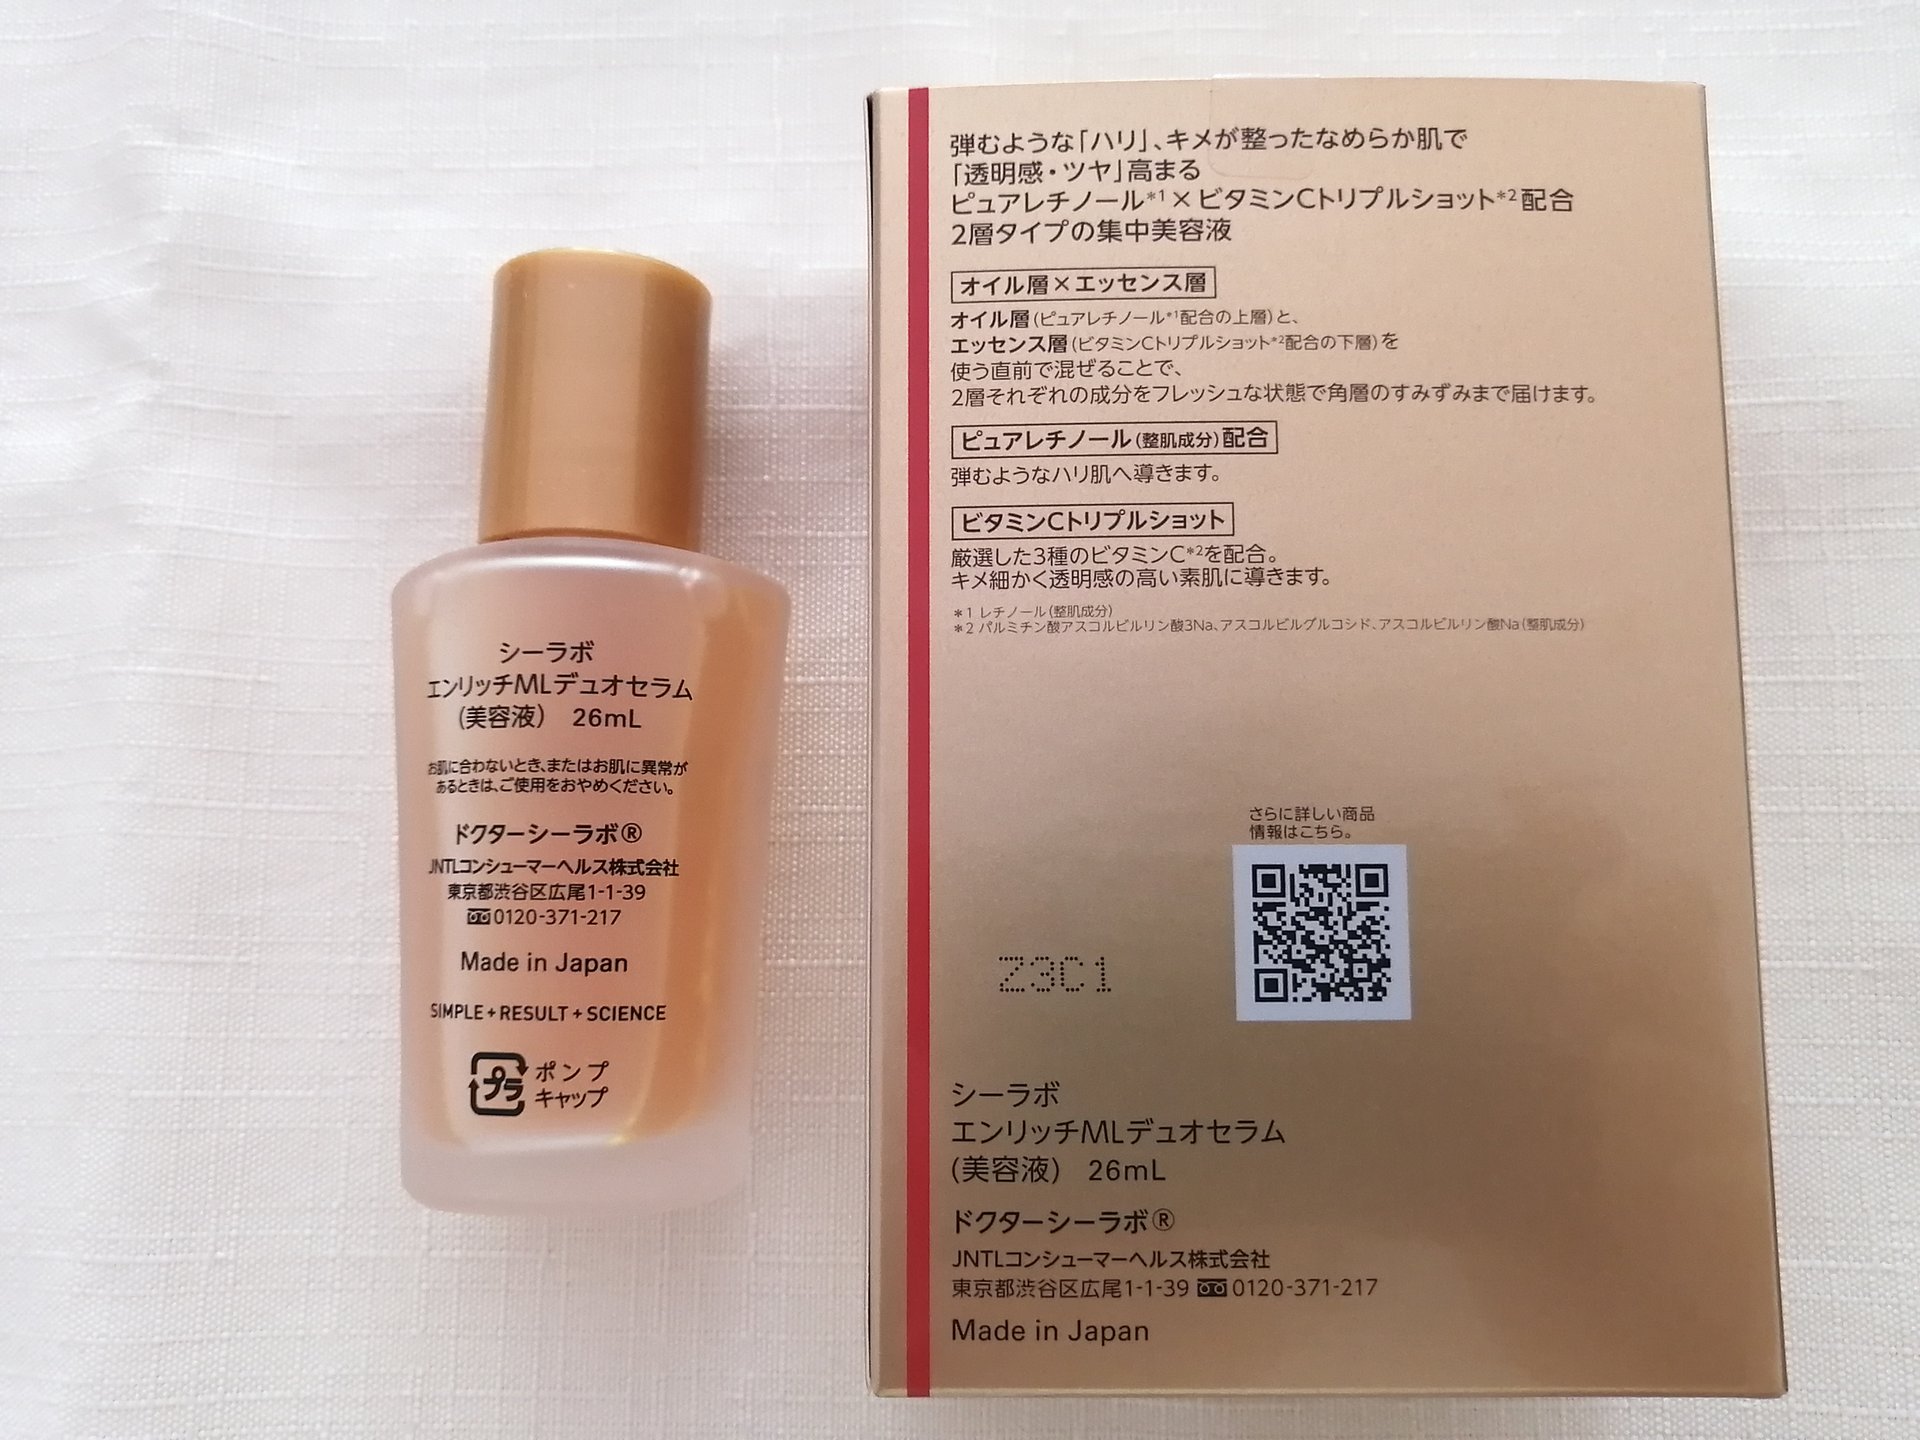 シーラボ
エンリッチMLデュオセラム
(美容液) 26mL
お肌に合わないとき、またはお肌に異常が
あるときは、ご使用をおやめください。
ドクターシーラボ®
JNTLコンシューマーヘルス株式会社
東京都渋谷区広尾1-1-39
0120-371-217
Made in Japan
SIMPLE+RESULT+SCIENCE
プラ ポンプ
キャップ
弾むような「ハリ」、キメが整ったなめらか肌で
「透明感・ツヤ」高まる
ピュアレチノール*1×ビタミンCトリプルショット*2配合
2層タイプの集中美容液
オイル層×エッセンス層
オイル層(ピュアレチノール*1配合の上層)と、
エッセンス層(ビタミンCトリプルショット*2配合の下層)を
使う直前で混ぜることで、
2層それぞれの成分をフレッシュな状態で角層のすみずみまで届けます。
ピュアレチノール(整肌成分)配合
弾むようなハリ肌へ導きます。
ビタミンCトリプルショット
厳選した3種のビタミンC*2を配合。
キメ細かく透明感の高い素肌に導きます。
*1 レチノール(整肌成分)
*2 パルミチン酸アスコルビルリン酸3Na、アスコルビルグルコシド、アスコルビルリン酸Na(整肌成分)
さらに詳しい商品
情報はこちら。
Z3C1
シーラボ
エンリッチMLデュオセラム
(美容液) 26mL
ドクターシーラボ®
JNTLコンシューマーヘルス株式会社
東京都渋谷区広尾1-1-39 0120-371-217
Made in Japan